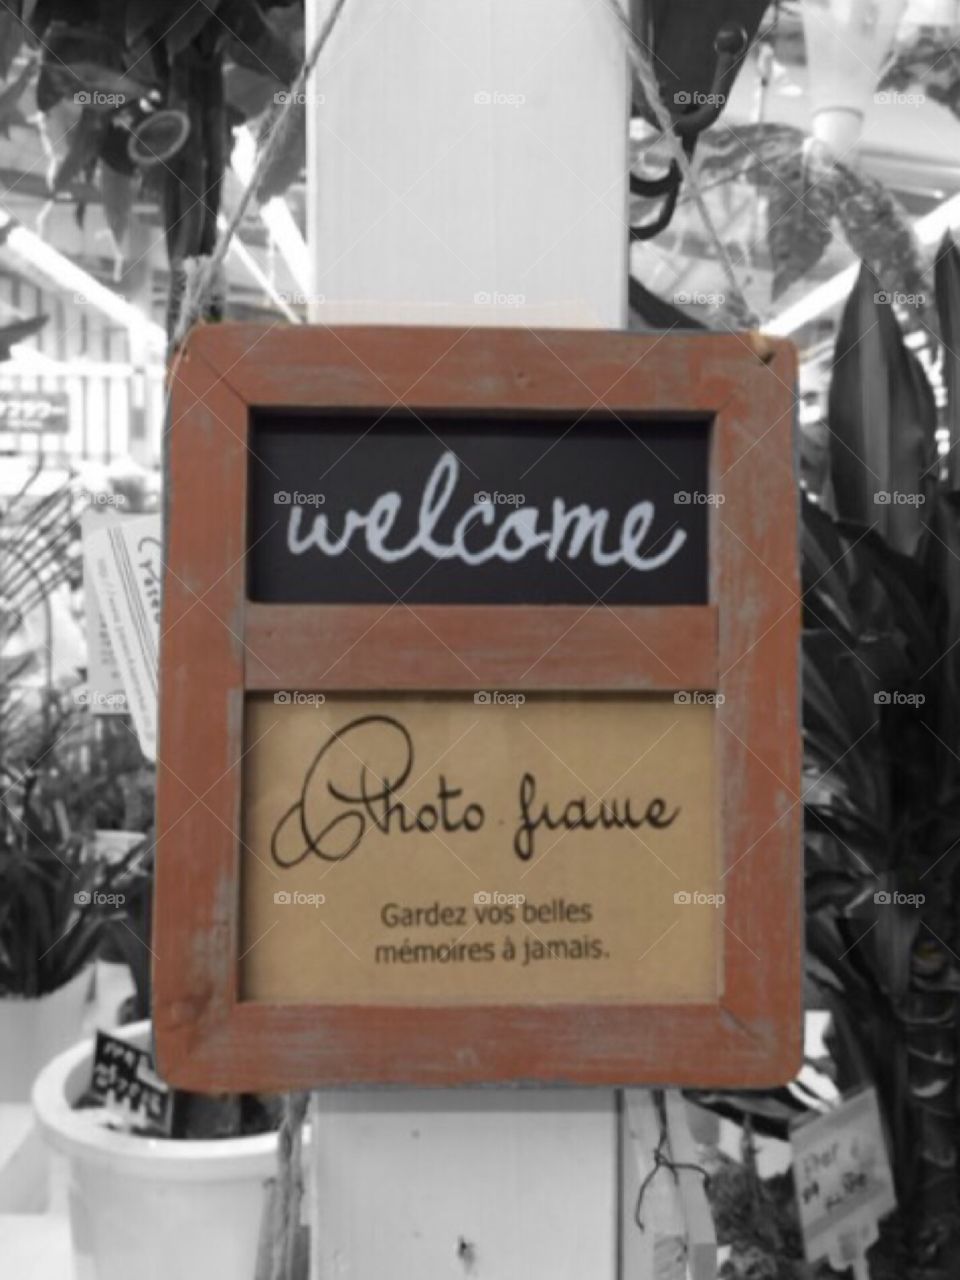 welcome
Photo frame
Gardez vos belles
mémoires à jamais.